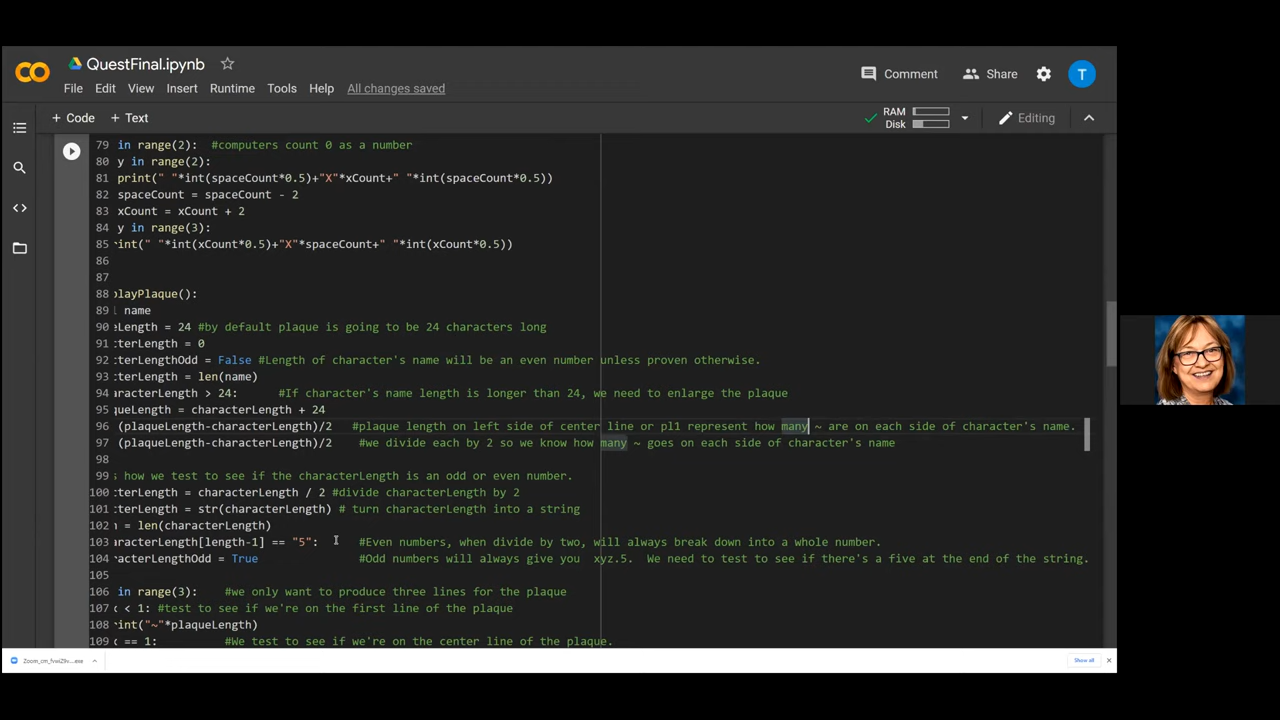 QuestFinal.ipynb
File Edit View Insert Runtime Tools Help All changes saved
Comment Share T
+ Code + Text
RAM
Disk
Editing
79 in range(2): #computers count 0 as a number
80 y in range(2):
81 print(" "*int(spaceCount*0.5)+"X"*xCount+" "*int(spaceCount*0.5))
82 spaceCount = spaceCount - 2
83 xCount = xCount + 2
84 y in range(3):
85 int(" "*int(xCount*0.5)+"X"*spaceCount+" "*int(xCount*0.5))
86
87
88 layPlaque():
89 l name
90 eLength = 24 #by default plaque is going to be 24 characters long
91 cterLength = 0
92 cterLengthOdd = False #Length of character's name will be an even number unless proven otherwise.
93 cterLength = len(name)
94 aracterLength > 24: #If character's name length is longer than 24, we need to enlarge the plaque
95 queLength = characterLength + 24
96 (plaqueLength-characterLength)/2 #plaque length on left side of center line or pl1 represent how many ~ are on each side of character's name.
97 (plaqueLength-characterLength)/2 #we divide each by 2 so we know how many ~ goes on each side of character's name
98
99 s how we test to see if the characterLength is an odd or even number.
100 cterLength = characterLength / 2 #divide characterLength by 2
101 cterLength = str(characterLength) # turn characterLength into a string
102 h = len(characterLength)
103 aracterLength[length-1] == "5": #Even numbers, when divide by two, will always break down into a whole number.
104 aracterLengthOdd = True #Odd numbers will always give you xyz.5. We need to test to see if there's a five at the end of the string.
105
106 in range(3): #we only want to produce three lines for the plaque
107 c < 1: #test to see if we're on the first line of the plaque
108 rint("~"*plaqueLength)
109 c == 1: #We test to see if we're on the center line of the plaque.
Show all